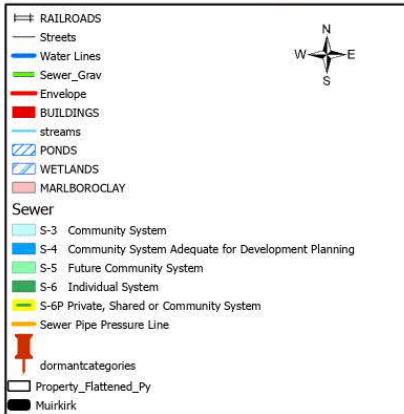 RAILROADS
Streets
Water Lines
Sewer_Grav
Envelope
BUILDINGS
streams
PONDS
WETLANDS
MARLBOROCLAY
Sewer
S-3 Community System
S-4 Community System Adequate for Development Planning
S-5 Future Community System
S-6 Individual System
S-6P Private, Shared or Community System
Sewer Pipe Pressure Line
dormantcategories
Property_Flattened_Py
Muirkirk
N
W E
S